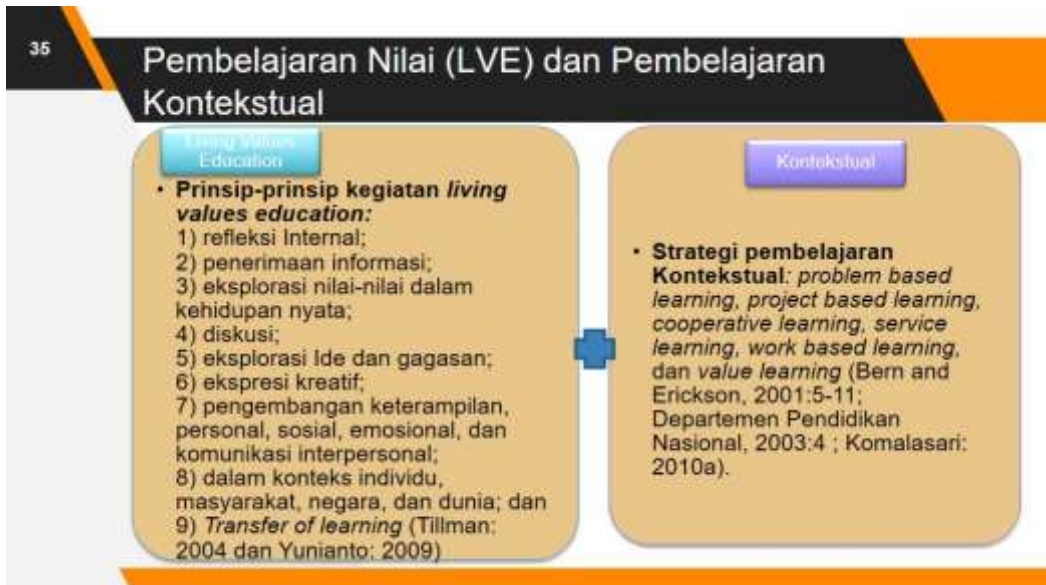 35
Pembelajaran Nilai (LVE) dan Pembelajaran
Kontekstual
Living Values
Education
• Prinsip-prinsip kegiatan living
values education:
1) refleksi Internal;
2) penerimaan informasi;
3) eksplorasi nilai-nilai dalam
kehidupan nyata;
4) diskusi;
5) eksplorasi Ide dan gagasan;
6) ekspresi kreatif;
7) pengembangan keterampilan,
personal, sosial, emosional, dan
komunikasi interpersonal;
8) dalam konteks individu,
masyarakat, negara, dan dunia; dan
9) Transfer of learning (Tillman:
2004 dan Yunianto: 2009)
Kontekstual
• Strategi pembelajaran
Kontekstual: problem based
learning, project based learning,
cooperative learning, service
learning, work based learning,
dan value learning (Bern and
Erickson, 2001:5-11;
Departemen Pendidikan
Nasional, 2003:4 ; Komalasari:
2010a).